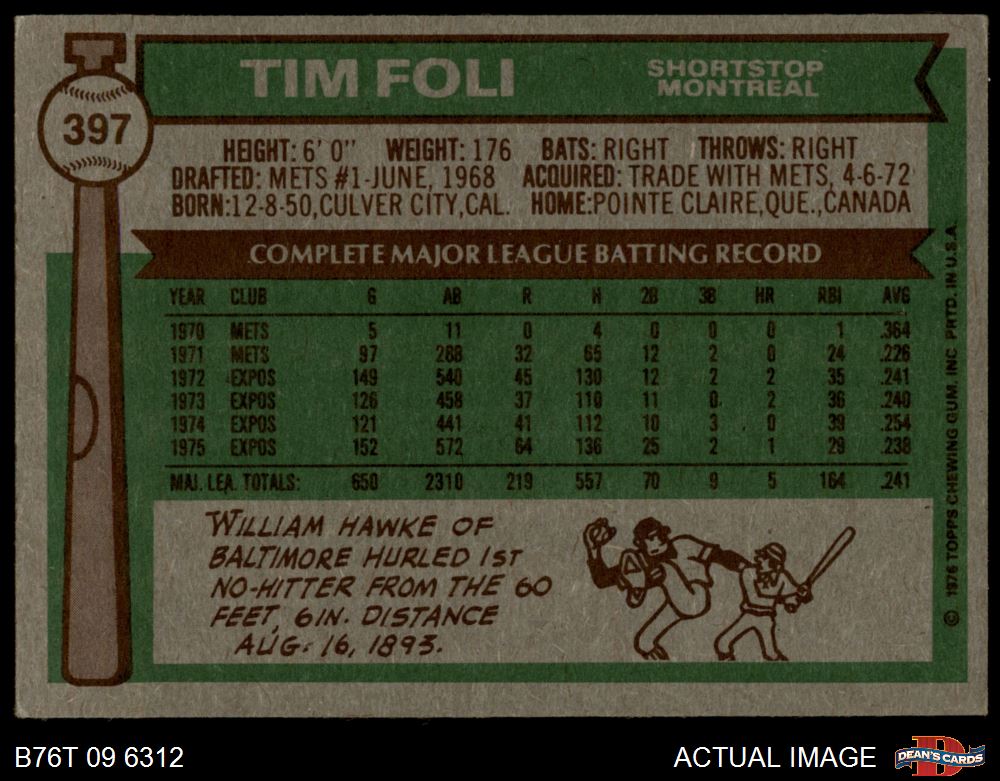 TIM FOLI
SHORTSTOP
MONTREAL
397
HEIGHT: 6' 0" WEIGHT: 176 BATS: RIGHT THROWS: RIGHT
DRAFTED: METS #1-JUNE, 1968 ACQUIRED: TRADE WITH METS, 4-6-72
BORN:12-8-50,CULVER CITY,CAL. HOME:POINTE CLAIRE,QUE.,CANADA
COMPLETE MAJOR LEAGUE BATTING RECORD
YEAR CLUB G AB R H 2B 3B HR RBI AVG
1970 METS 5 11 0 4 0 0 0 1 .364
1971 METS 97 288 32 65 12 2 0 24 .226
1972 EXPOS 149 540 45 130 12 2 2 35 .241
1973 EXPOS 126 458 37 110 11 0 2 36 .240
1974 EXPOS 121 441 41 112 10 3 0 39 .254
1975 EXPOS 152 572 64 136 25 2 1 29 .238
MAJ. LEA. TOTALS: 650 2310 219 557 70 9 5 164 .241
WILLIAM HAWKE OF
BALTIMORE HURLED 1ST
NO-HITTER FROM THE 60
FEET, 6IN. DISTANCE
AUG. 16, 1893.
© 1976 TOPPS CHEWING GUM, INC PRTD. IN U.S.A.
B76T 09 6312
ACTUAL IMAGE
DEAN'S CARDS